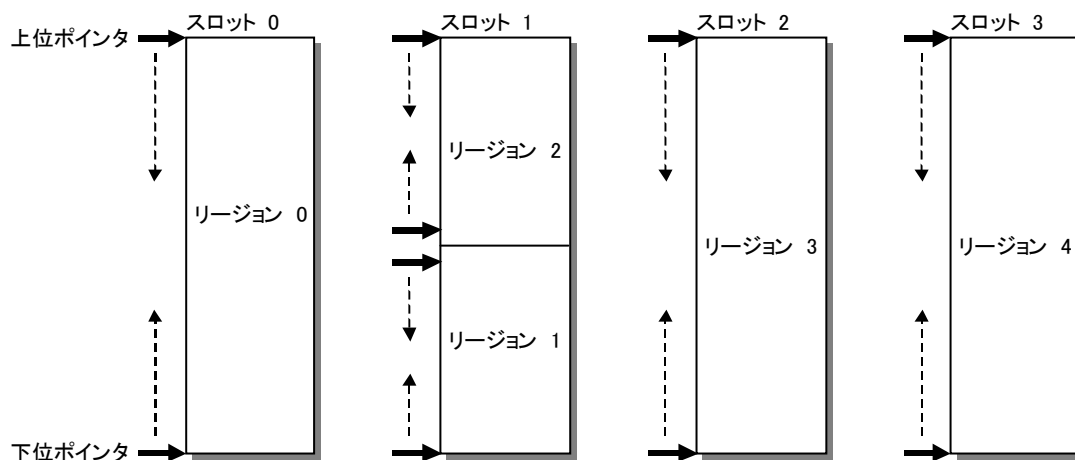 スロット 0
スロット 1
スロット 2
スロット 3
上位ポインタ
リージョン 2
リージョン 0
リージョン 3
リージョン 4
リージョン 1
下位ポインタ